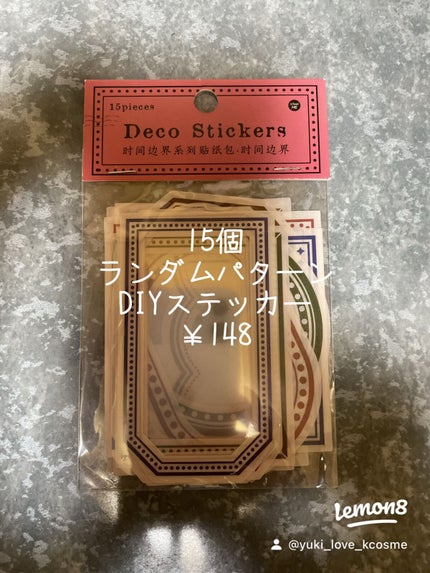 15pieces
Deco Stickers
时间边界系列贴纸包·时间边界
15個
ランダムパターン
DIYステッカー
￥148
lemon8
@yuki_love_kcosme